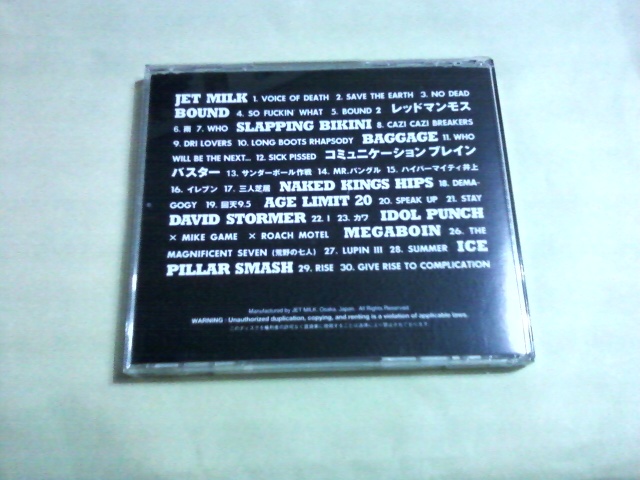 JET MILK 1. VOICE OF DEATH 2. SAVE THE EARTH 3. NO DEAD
BOUND 4. SO FUCKIN' WHAT 5. BOUND 2 レッドマンモス
6. 剛 7. WHO SLAPPING BIKINI 8. CAZI CAZI BREAKERS
9. DRI LOVERS 10. LONG BOOTS RHAPSODY BAGGAGE 11. WHO
WILL BE THE NEXT... 12. SICK PISSED コミュニケーションブレイン
バスター 13. サンダーボール作戦 14. MR.バングル 15. ハイパーマイティ井上
16. イレブン 17. 三人芝居 NAKED KINGS HIPS 18. DEMA-
GOGY 19. 回天9.5 AGE LIMIT 20 20. SPEAK UP 21. STAY
DAVID STORMER 22. I 23. カワ IDOL PUNCH
× MIKE GAME × ROACH MOTEL MEGABOIN 26. THE
MAGNIFICENT SEVEN (荒野の七人) 27. LUPIN III 28. SUMMER ICE
PILLAR SMASH 29. RISE 30. GIVE RISE TO COMPLICATION
Manufactured by JET MILK, Osaka, Japan. All Rights Reserved
WARNING : Unauthorized duplication, copying, and renting is a violation of applicable laws.